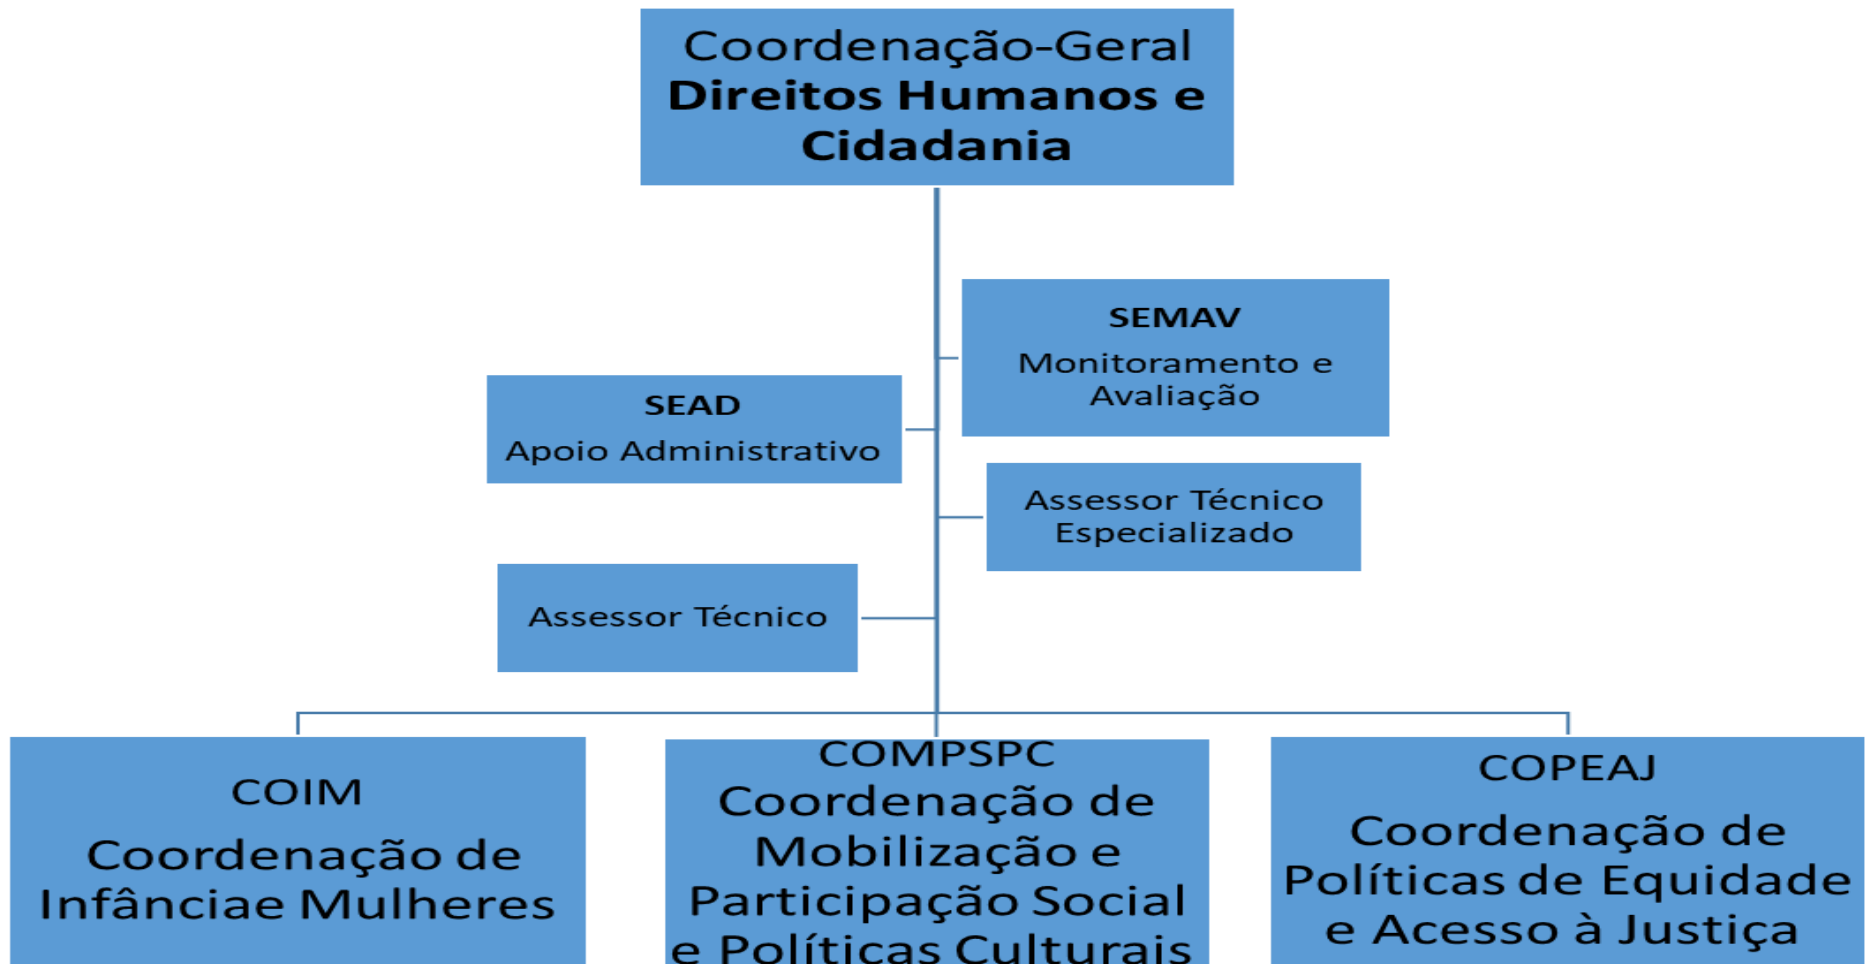 Coordenação-Geral
Direitos Humanos e
Cidadania
SEMAV
Monitoramento e
Avaliação
SEAD
Apoio Administrativo
Assessor Técnico
Especializado
Assessor Técnico
COIM
Coordenação de
Infânciae Mulheres
COMPSPC
Coordenação de
Mobilização e
Participação Social
e Políticas Culturais
COPEAJ
Coordenação de
Políticas de Equidade
e Acesso à Justiça